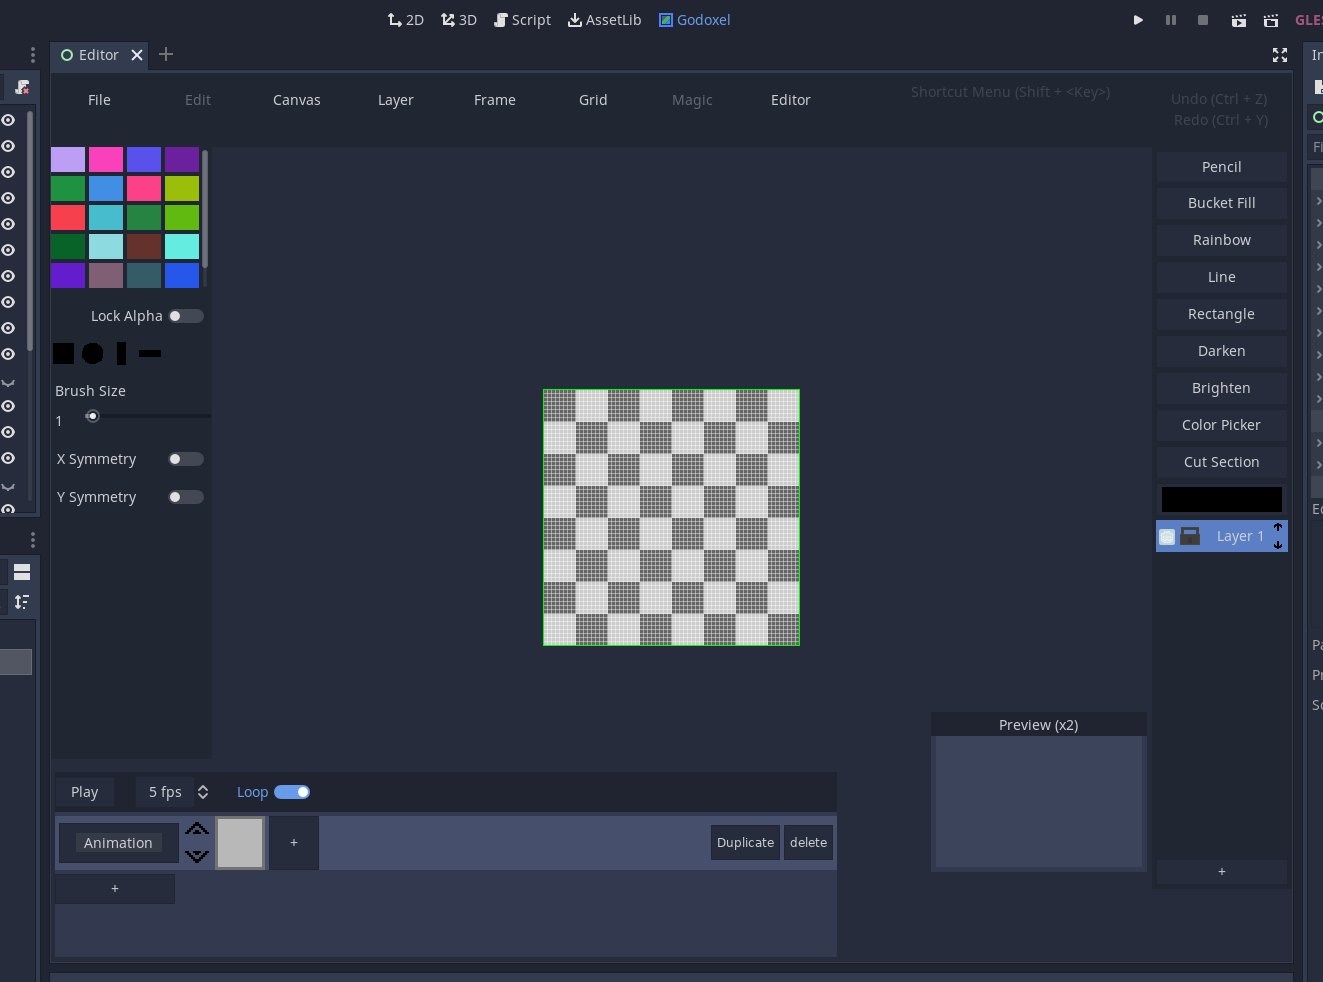 2D 3D Script AssetLib Godoxel
Editor
File Edit Canvas Layer Frame Grid Magic Editor
Shortcut Menu (Shift + <Key>)
Undo (Ctrl + Z)
Redo (Ctrl + Y)
Pencil
Bucket Fill
Rainbow
Line
Rectangle
Darken
Brighten
Color Picker
Cut Section
Layer 1
+
Lock Alpha
Brush Size
1
X Symmetry
Y Symmetry
Preview (x2)
Play 5 fps Loop
Animation + Duplicate delete
+